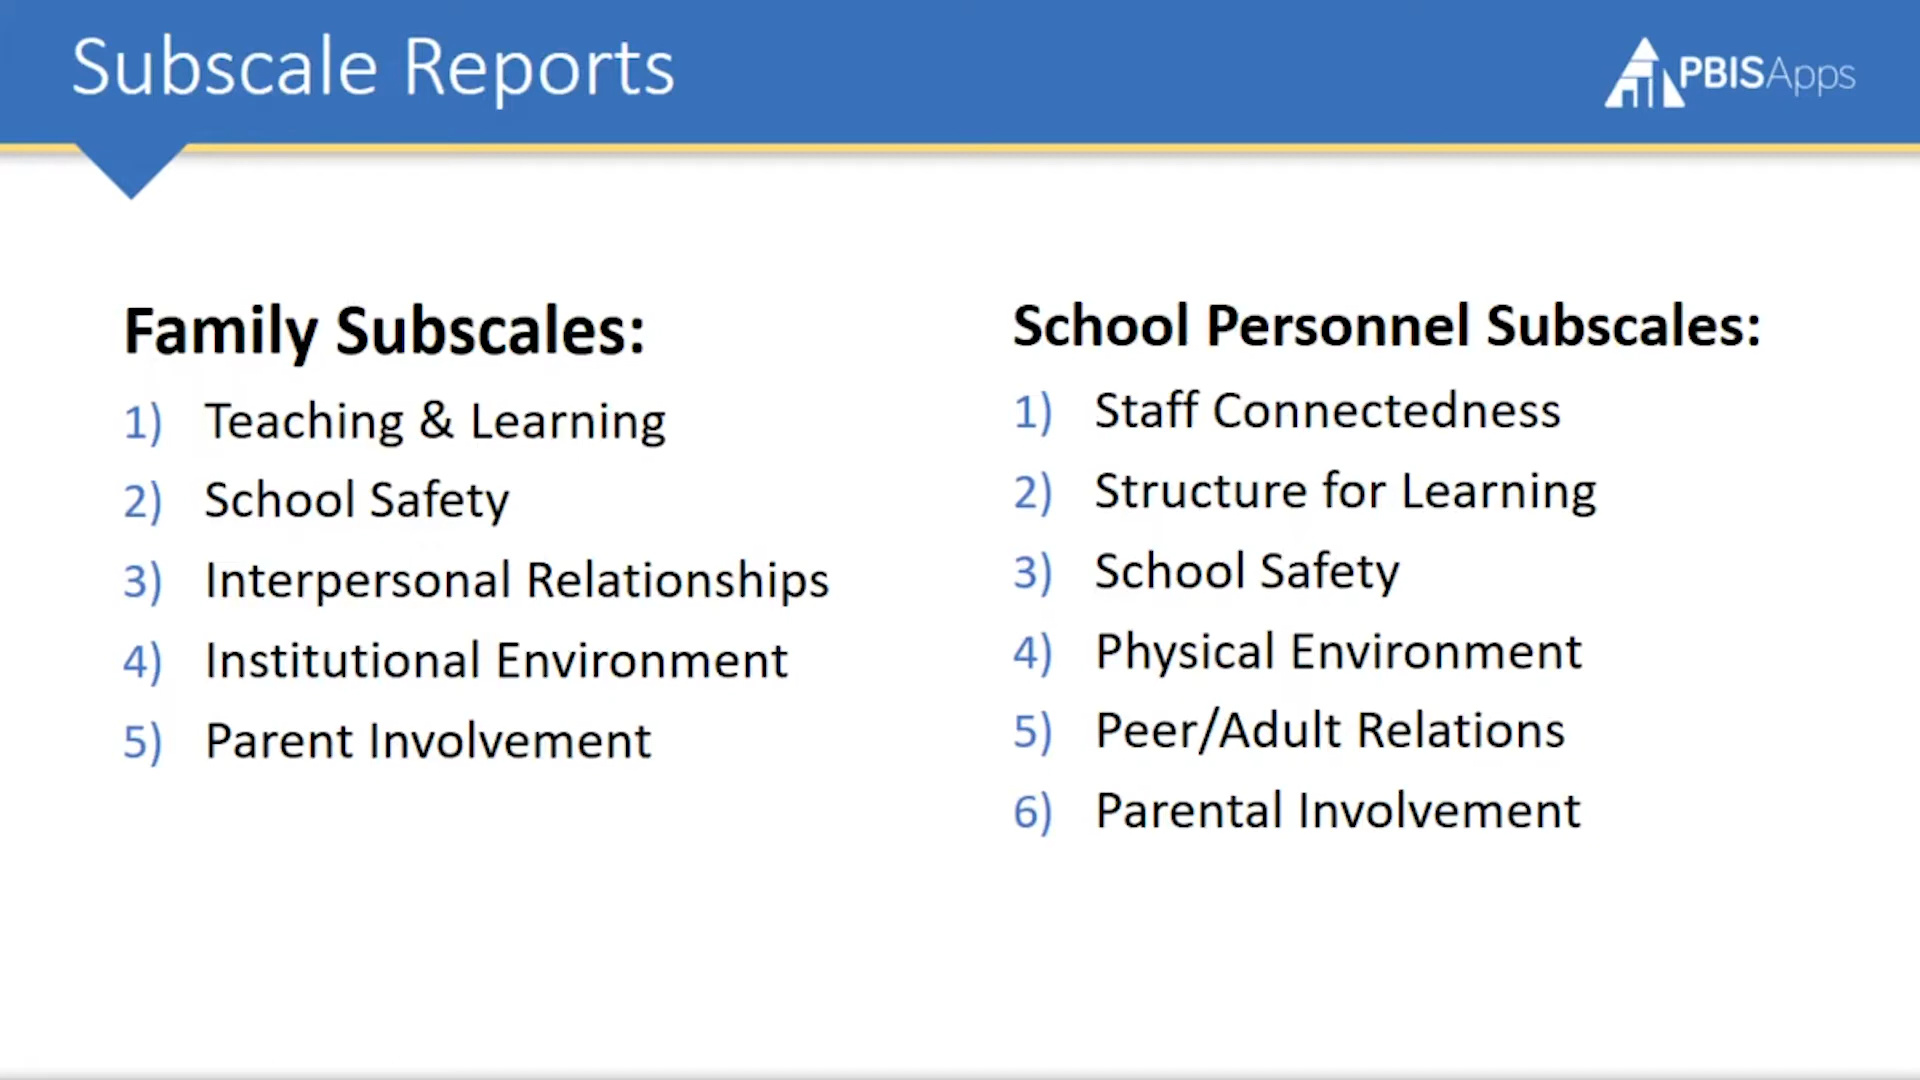 Subscale Reports
PBISApps
Family Subscales:
1) Teaching & Learning
2) School Safety
3) Interpersonal Relationships
4) Institutional Environment
5) Parent Involvement
School Personnel Subscales:
1) Staff Connectedness
2) Structure for Learning
3) School Safety
4) Physical Environment
5) Peer/Adult Relations
6) Parental Involvement